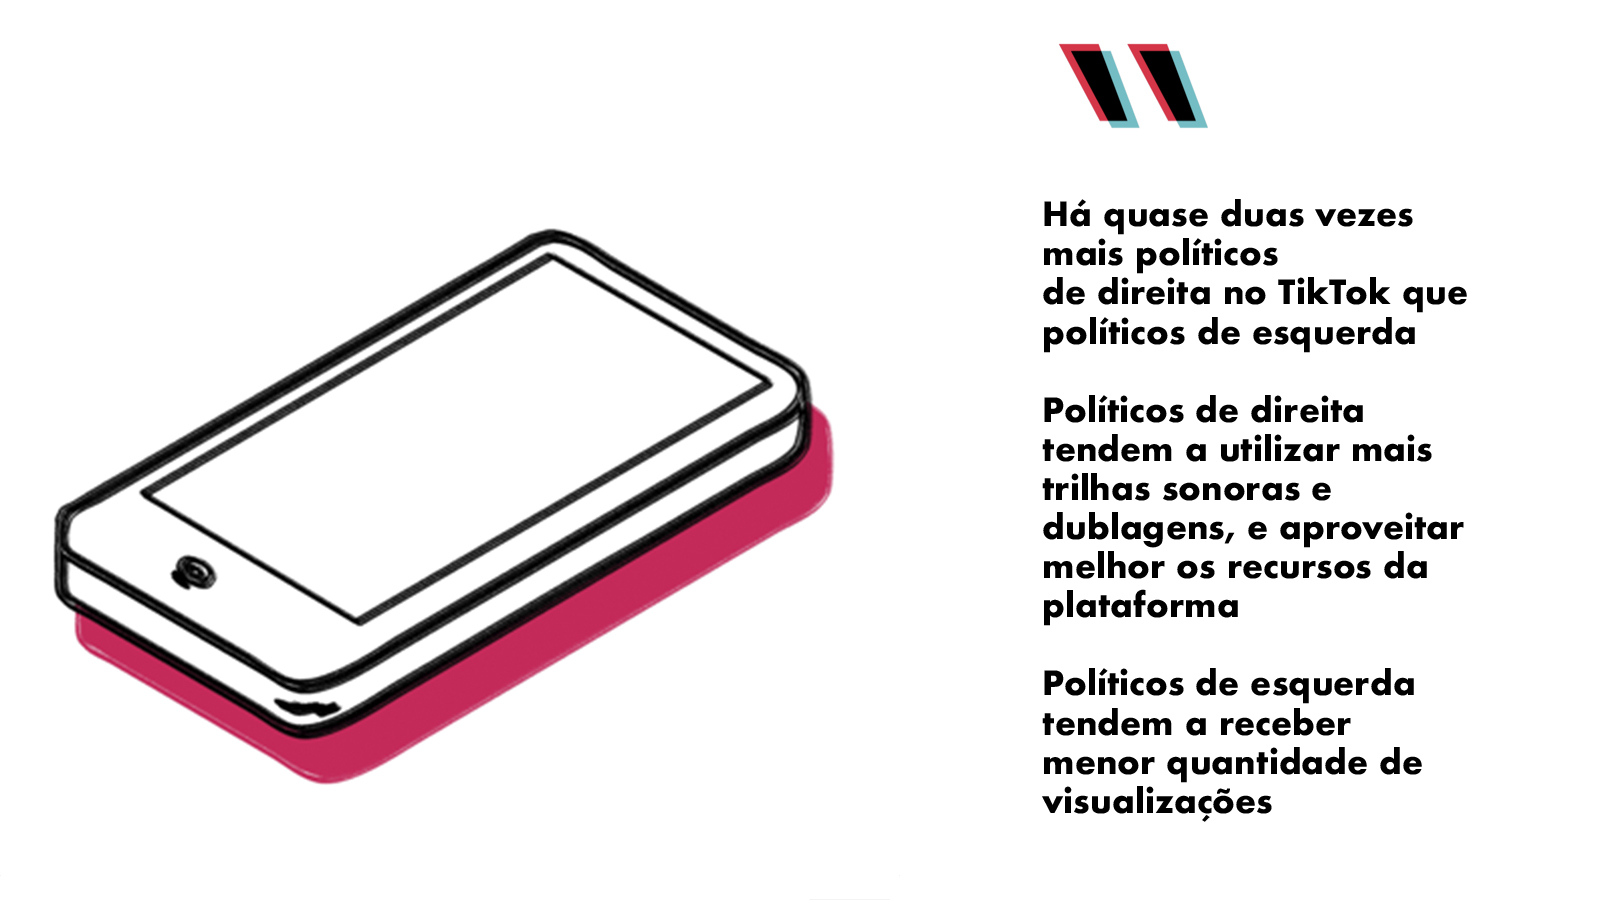 Há quase duas vezes
mais políticos
de direita no TikTok que
políticos de esquerda
Políticos de direita
tendem a utilizar mais
trilhas sonoras e
dublagens, e aproveitar
melhor os recursos da
plataforma
Políticos de esquerda
tendem a receber
menor quantidade de
visualizações